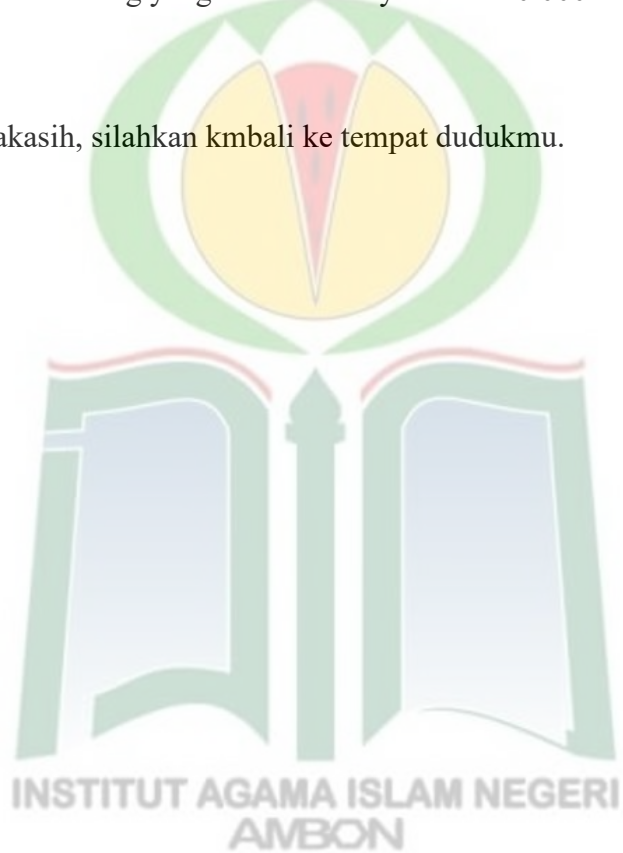 akasih, silahkan kmbali ke tempat dudukmu.
INSTITUT AGAMA ISLAM NEGERI
AMBON